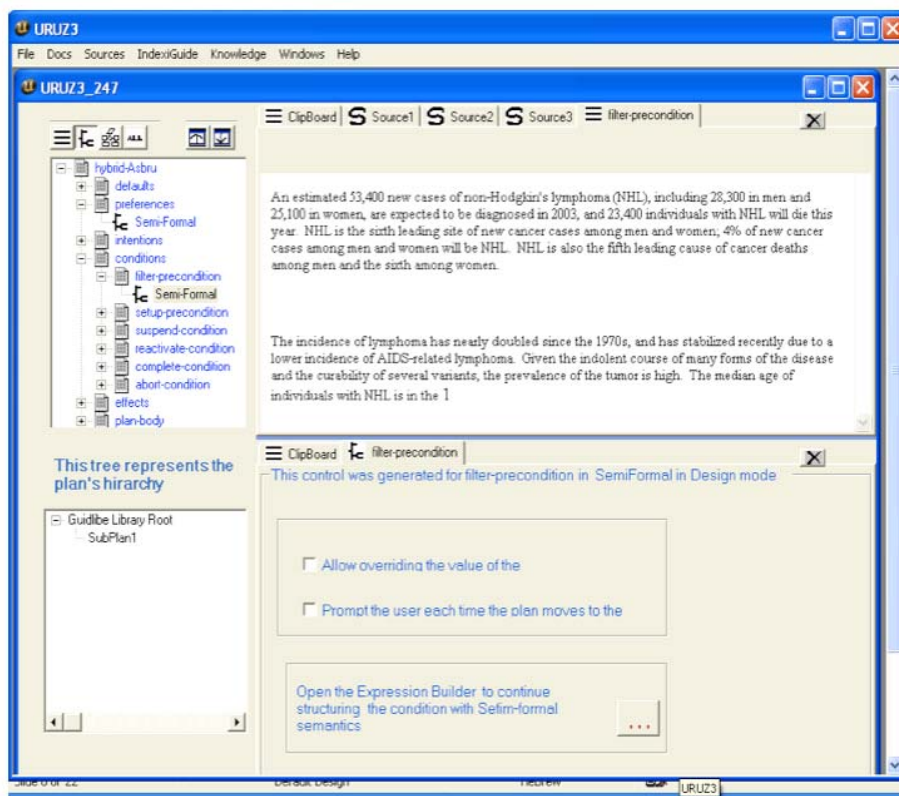 URUZ3
File Docs Sources IndexiGuide Knowledge Windows Help
URUZ3_247
ALL
hybrid-Asbru
defaults
preferences
Semi-Formal
intentions
conditions
filter-precondition
Semi-Formal
setup-precondition
suspend-condition
reactivate-condition
complete-condition
abort-condition
effects
plan-body
This tree represents the
plan's hirarchy
Guidlibe Library Root
SubPlan1
ClipBoard Source1 Source2 Source3 filter-precondition X
An estimated 53,400 new cases of non-Hodgkin's lymphoma (NHL), including 28,300 in men and
25,100 in women, are expected to be diagnosed in 2003, and 23,400 individuals with NHL will die this
year. NHL is the sixth leading site of new cancer cases among men and women; 4% of new cancer
cases among men and women will be NHL. NHL is also the fifth leading cause of cancer deaths
among men and the sixth among women.
The incidence of lymphoma has nearly doubled since the 1970s, and has stabilized recently due to a
lower incidence of AIDS-related lymphoma. Given the indolent course of many forms of the disease
and the curability of several variants, the prevalence of the tumor is high. The median age of
individuals with NHL is in the 1
ClipBoard filter-precondition X
This control was generated for filter-precondition in SemiFormal in Design mode
Allow overriding the value of the
Prompt the user each time the plan moves to the
Open the Expression Builder to continue
structuring the condition with Setim-formal
semantics
...
Slide 6 of 22 Default Design Hebrew
URUZ3